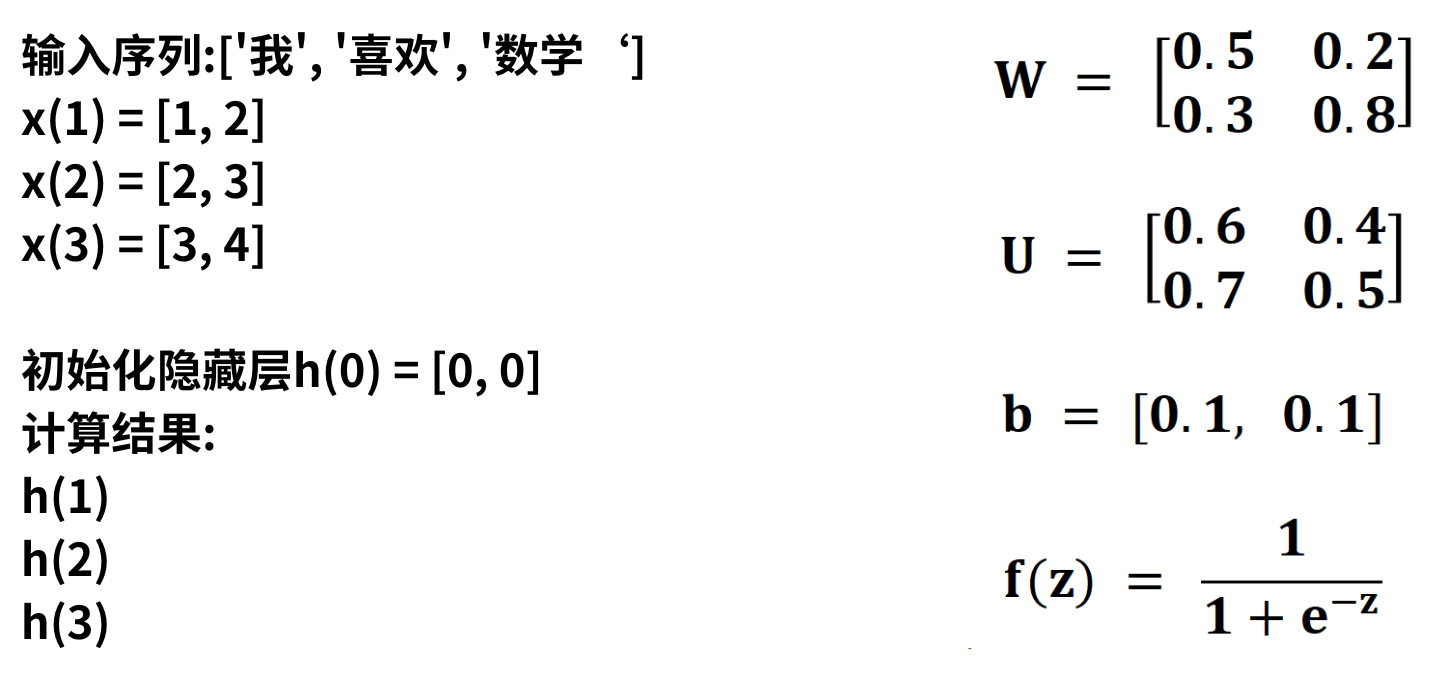 输入序列:['我', '喜欢', '数学 ‘]
x(1) = [1, 2]
x(2) = [2, 3]
x(3) = [3, 4]
初始化隐藏层h(0) = [0, 0]
计算结果:
h(1)
h(2)
h(3)
W = [0.5 0.2
0.3 0.8]
U = [0.6 0.4
0.7 0.5]
b = [0.1, 0.1]
f(z) = 1
1 + e^−z